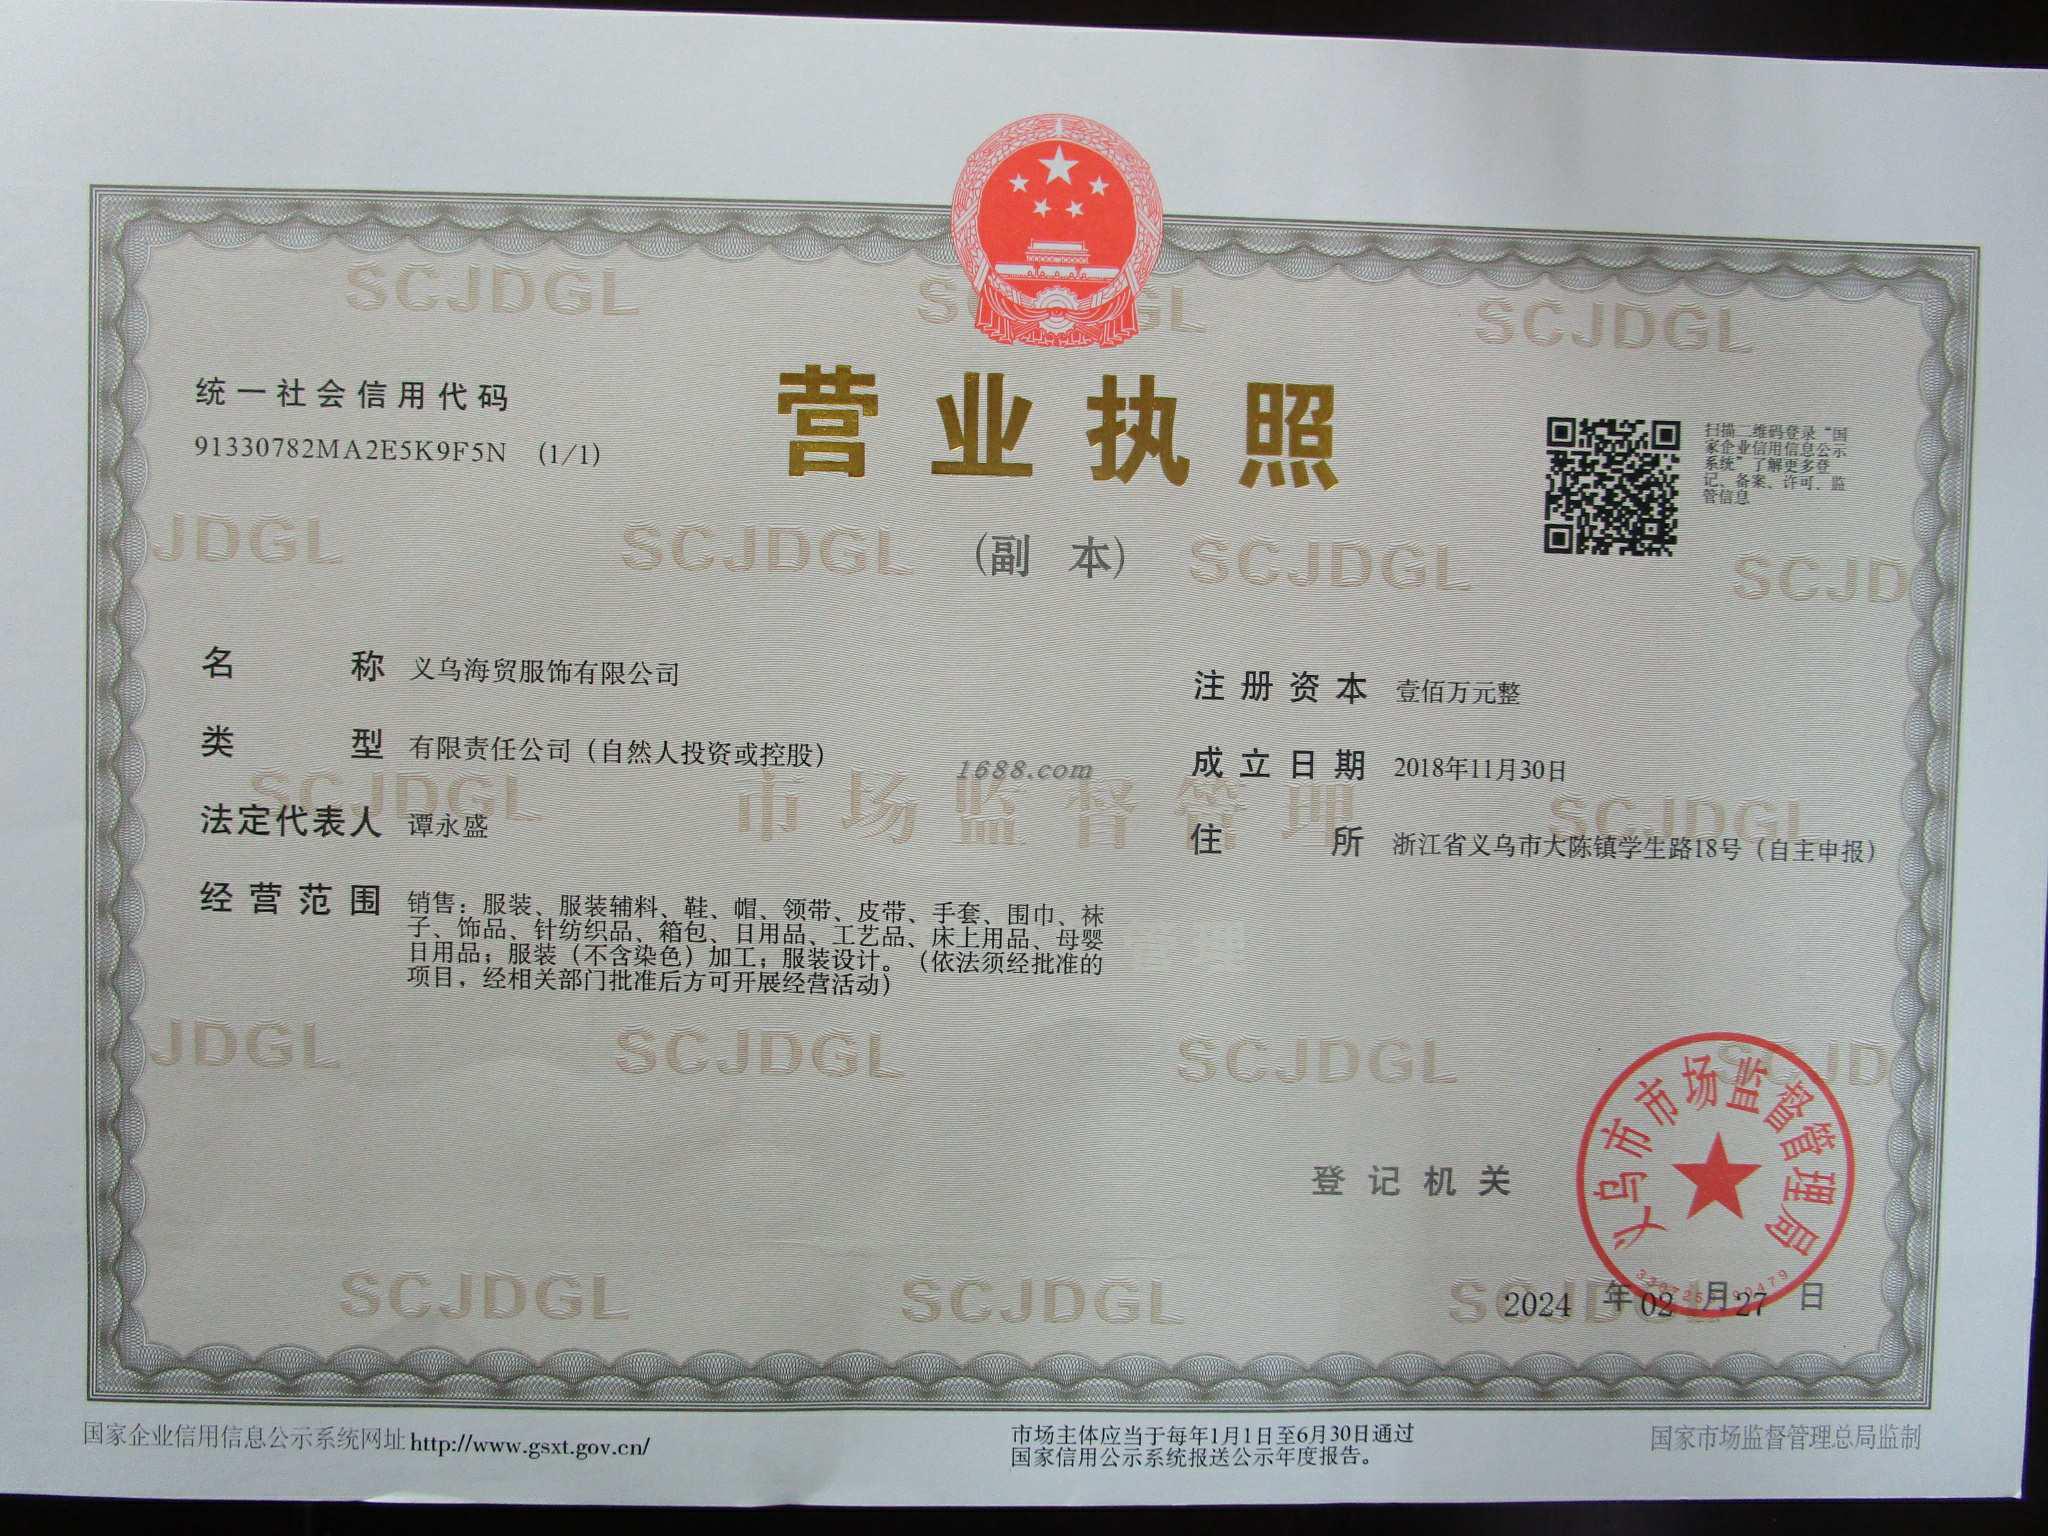 统一社会信用代码
91330782MA2E5K9F5N (1/1)
营业执照
(副 本)
扫描二维码登录“国
家企业信用信息公示
系统”了解更多登
记、备案、许可、监
管信息
名 称 义乌海贸服饰有限公司
类 型 有限责任公司（自然人投资或控股）
法定代表人 谭永盛
经营范围 销售：服装、服装辅料、鞋、帽、领带、皮带、手套、围巾、袜
子、饰品、针纺织品、箱包、日用品、工艺品、床上用品、母婴
日用品；服装（不含染色）加工；服装设计。（依法须经批准的
项目，经相关部门批准后方可开展经营活动）
注册资本 壹佰万元整
成立日期 2018年11月30日
住 所 浙江省义乌市大陈镇学生路18号（自主申报）
1688.com
市场监督管理
SCJDGL
登记机关
义乌市市场监督管理局
2024 年 02 月 27 日
国家企业信用信息公示系统网址 http://www.gsxt.gov.cn/
市场主体应当于每年1月1日至6月30日通过
国家信用公示系统报送公示年度报告。
国家市场监督管理总局监制